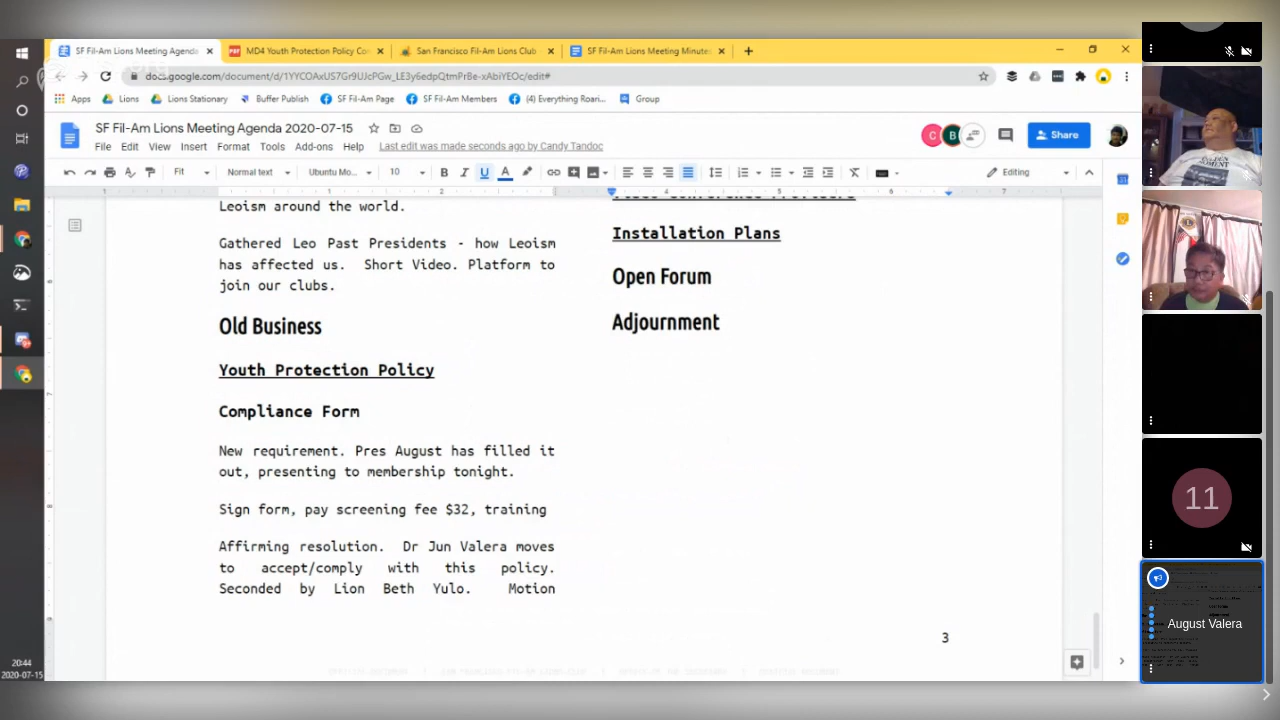 SF Fil-Am Lions Meeting Agenda
MD4 Youth Protection Policy Co
San Francisco Fil-Am Lions Club
SF Fil-Am Lions Meeting Minute
docs.google.com/document/d/1YYCOAxUS7Gr9UJcPGw_LE3y6edpQtmPrBe-xAbiYEOc/edit#
Apps
Lions
Lions Stationary
Buffer Publish
SF Fil-Am Page
SF Fil-Am Members
(4) Everything Roari...
Group
SF Fil-Am Lions Meeting Agenda 2020-07-15
File Edit View Insert Format Tools Add-ons Help Last edit was made seconds ago by Candy Tandoc
C B
Share
Fit
Normal text
Ubuntu Mo...
10
B I U A
Editing
Leoism around the world.
Gathered Leo Past Presidents - how Leoism
has affected us. Short Video. Platform to
join our clubs.
Old Business
Youth Protection Policy
Compliance Form
New requirement. Pres August has filled it
out, presenting to membership tonight.
Sign form, pay screening fee $32, training
Affirming resolution. Dr Jun Valera moves
to accept/comply with this policy.
Seconded by Lion Beth Yulo. Motion
Installation Plans
Open Forum
Adjournment
3
20:44
2020-07-15
11
August Valera